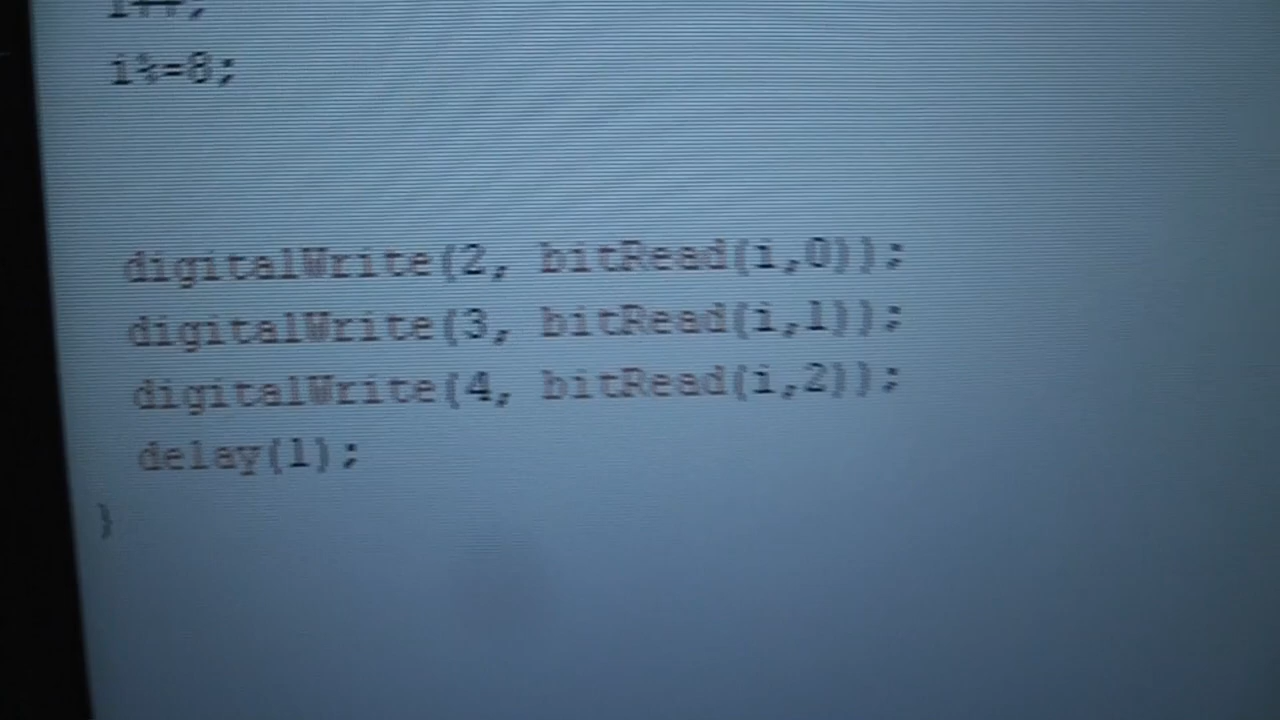 i++;
i%=8;
digitalWrite(2, bitRead(i,0));
digitalWrite(3, bitRead(i,1));
digitalWrite(4, bitRead(i,2));
delay(1);
}